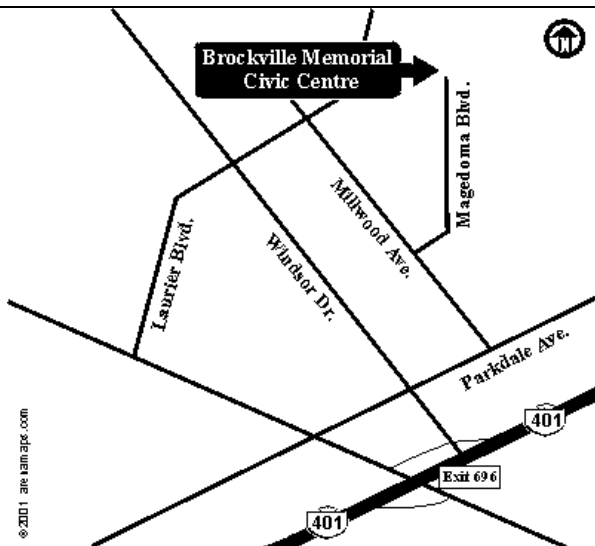 Brockville Memorial
Civic Centre
N
Magedoma Blvd.
Millwood Ave.
Laurier Blvd.
Windsor Dr.
Parkdale Ave.
401
Exit 696
401
©2001 arenamaps.com